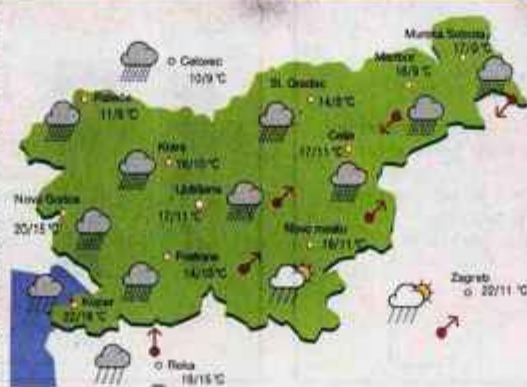 Murska Sobota
17/9 °C
Celovec
10/9 °C
Maribor
16/9 °C
Sl. Gradec
14/8°C
Rateče
11/8 °C
Celje
17/11°C
Kranj
16/10°C
Ljubljana
17/11°C
Nova Gorica
20/15°C
Novo mesto
18/11°C
Postojna
14/10°C
Zagreb
22/11 °C
Koper
22/16 °C
Reka
19/15°C